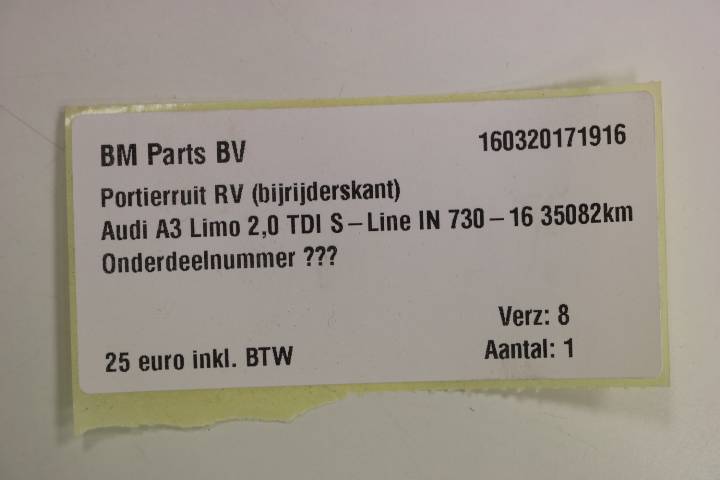 BM Parts BV 160320171916
Portierruit RV (bijrijderskant)
Audi A3 Limo 2,0 TDI S-Line IN 730-16 35082km
Onderdeelnummer ???
Verz: 8
25 euro inkl. BTW Aantal: 1